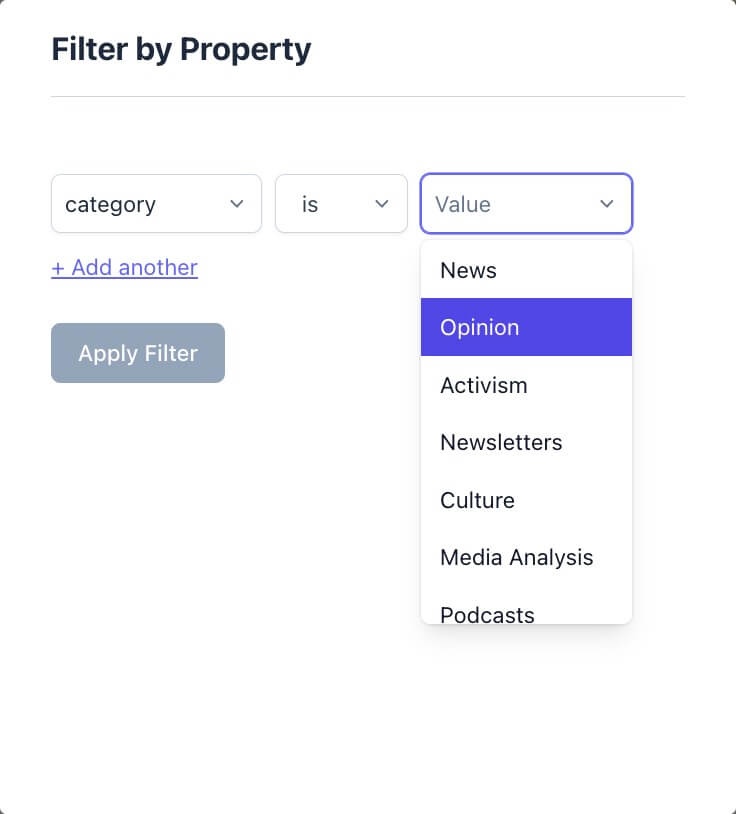 Filter by Property
category is Value
+ Add another
Apply Filter
News
Opinion
Activism
Newsletters
Culture
Media Analysis
Podcasts